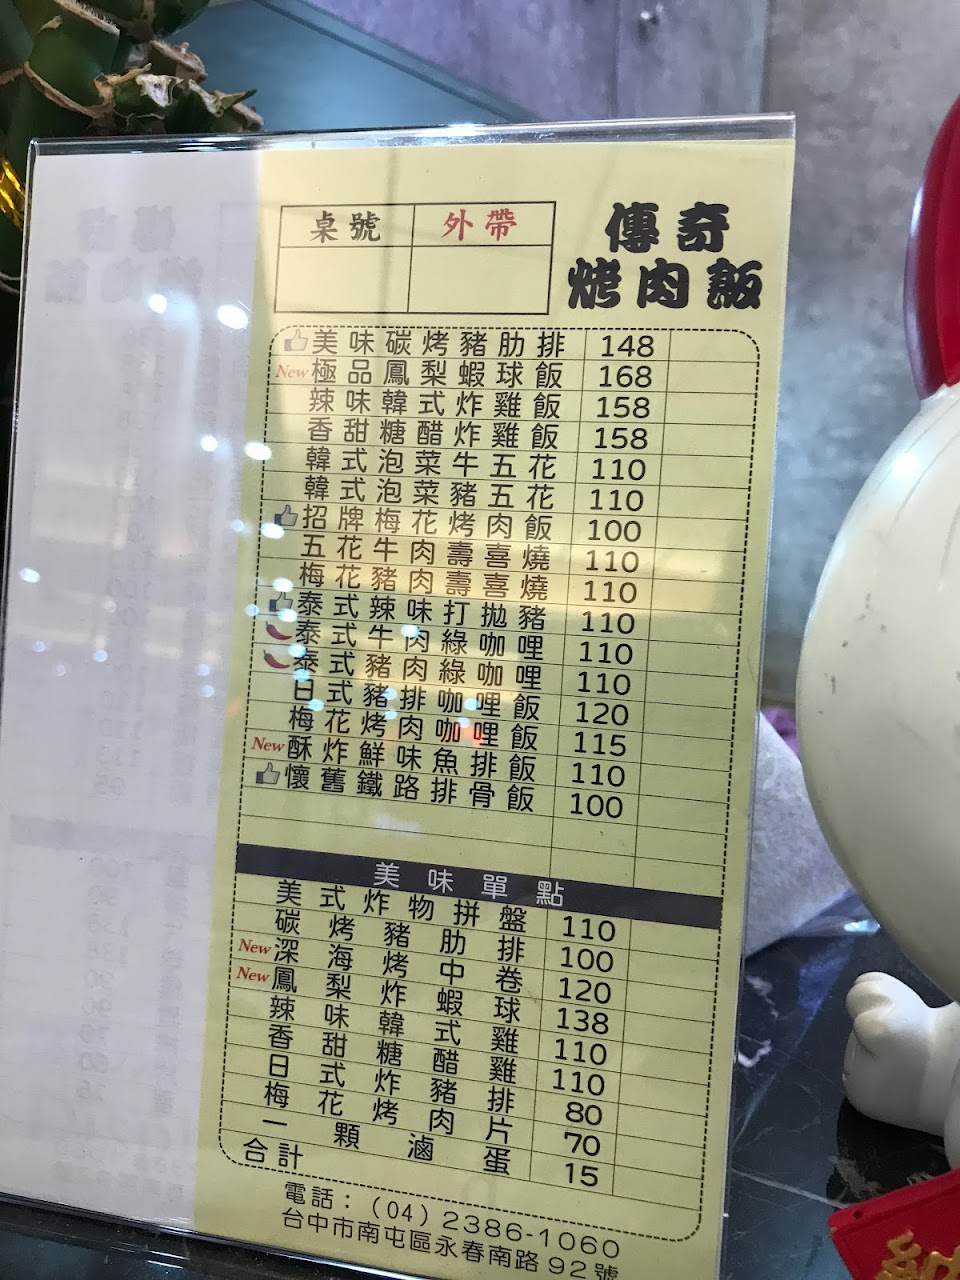 桌號 外帶
傳奇
烤肉飯
美味碳烤豬肋排 148
New 極品鳳梨蝦球飯 168
辣味韓式炸雞飯 158
香甜糖醋炸雞飯 158
韓式泡菜牛五花 110
韓式泡菜豬五花 110
招牌梅花烤肉飯 100
五花牛肉壽喜燒 110
梅花豬肉壽喜燒 110
泰式辣味打拋豬 110
泰式牛肉綠咖哩 110
泰式豬肉綠咖哩 110
日式豬排咖哩飯 120
梅花烤肉咖哩飯 115
New 酥炸鮮味魚排飯 110
懷舊鐵路排骨飯 100
美味單點
美式炸物拼盤 110
碳烤豬肋排 100
New 深海烤中卷 120
New 鳳梨炸蝦球 138
辣味韓式雞 110
香甜糖醋雞 110
日式炸豬排 80
梅花烤肉片 70
一顆滷蛋 15
合計
電話：（04）2386-1060
台中市南屯區永春南路92號